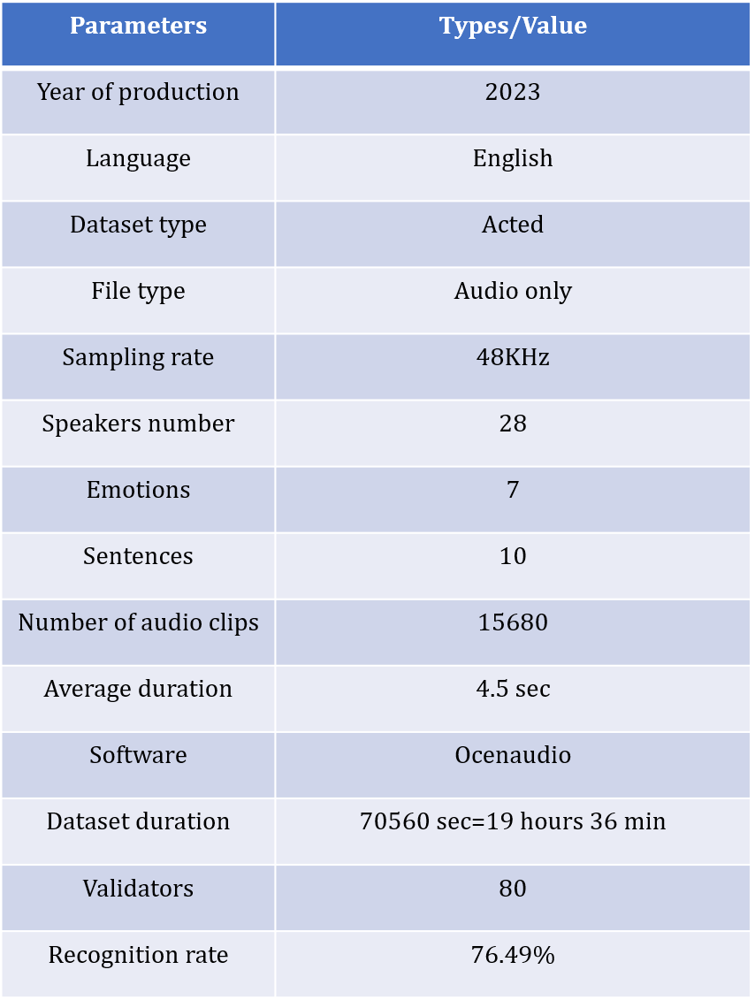 Parameters Types/Value
Year of production 2023
Language English
Dataset type Acted
File type Audio only
Sampling rate 48KHz
Speakers number 28
Emotions 7
Sentences 10
Number of audio clips 15680
Average duration 4.5 sec
Software Ocenaudio
Dataset duration 70560 sec=19 hours 36 min
Validators 80
Recognition rate 76.49%